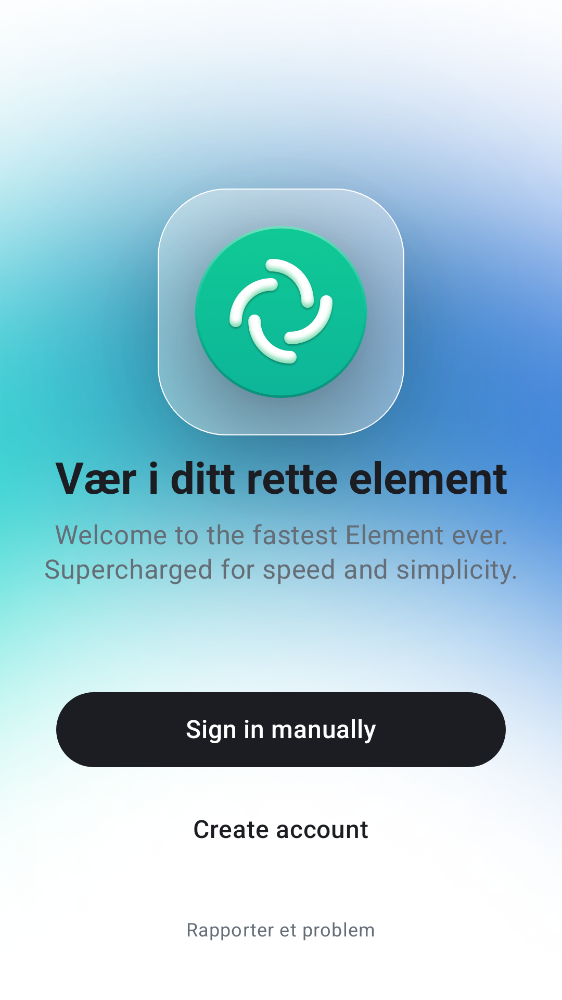 Vær i ditt rette element
Welcome to the fastest Element ever.
Supercharged for speed and simplicity.
Sign in manually
Create account
Rapporter et problem